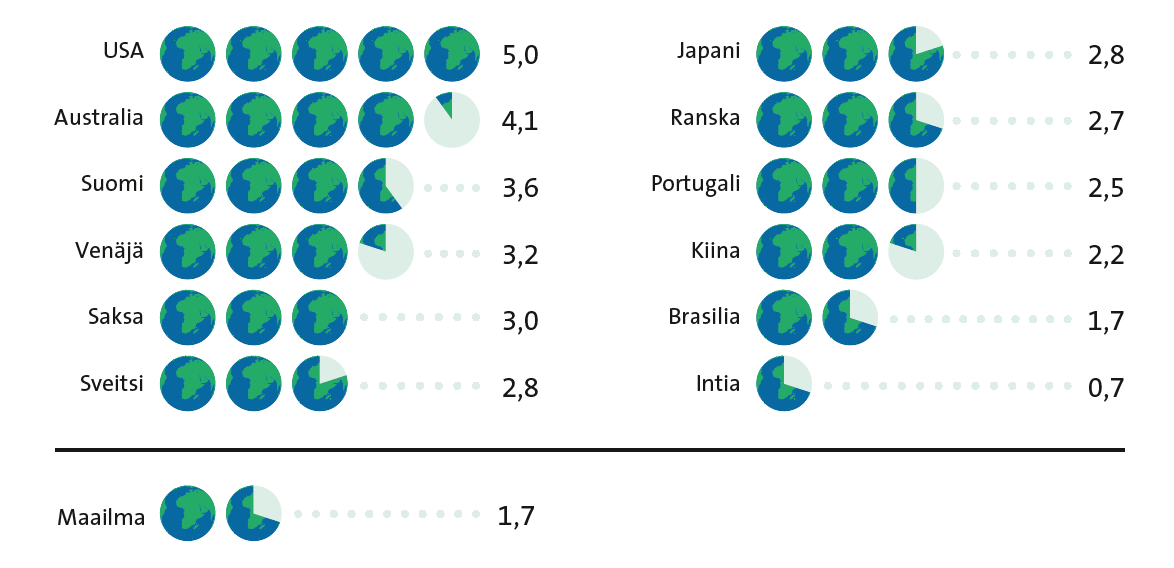 USA 5,0
Australia 4,1
Suomi 3,6
Venäjä 3,2
Saksa 3,0
Sveitsi 2,8
Japani 2,8
Ranska 2,7
Portugali 2,5
Kiina 2,2
Brasilia 1,7
Intia 0,7
Maailma 1,7